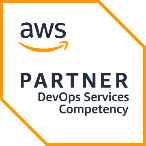 aws
PARTNER
DevOps Services
Competency